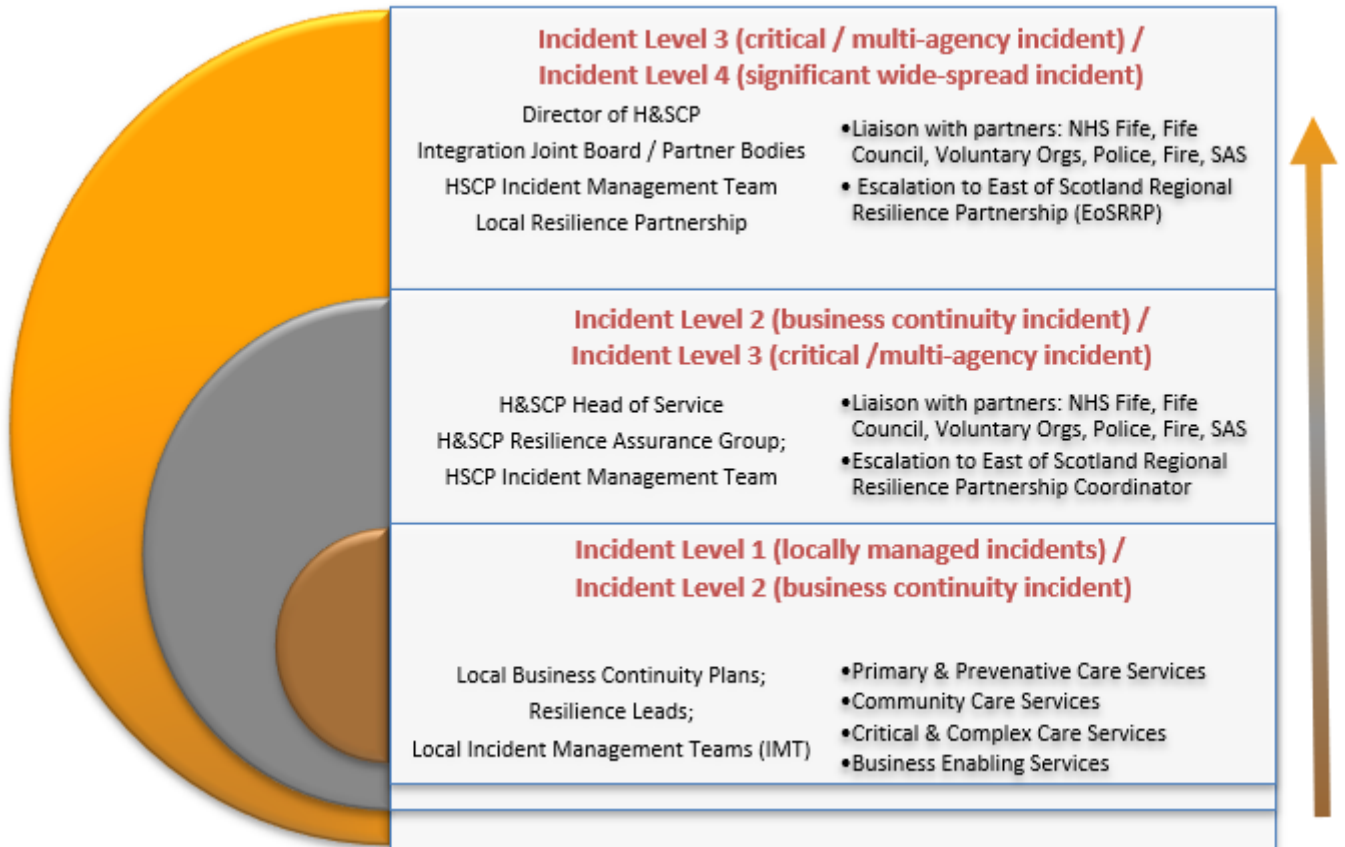 Incident Level 3 (critical / multi-agency incident) /
Incident Level 4 (significant wide-spread incident)
Director of H&SCP
Integration Joint Board / Partner Bodies
HSCP Incident Management Team
Local Resilience Partnership
•Liaison with partners: NHS Fife, Fife
Council, Voluntary Orgs, Police, Fire, SAS
• Escalation to East of Scotland Regional
Resilience Partnership (EoSRRP)
Incident Level 2 (business continuity incident) /
Incident Level 3 (critical /multi-agency incident)
H&SCP Head of Service
H&SCP Resilience Assurance Group;
HSCP Incident Management Team
•Liaison with partners: NHS Fife, Fife
Council, Voluntary Orgs, Police, Fire, SAS
•Escalation to East of Scotland Regional
Resilience Partnership Coordinator
Incident Level 1 (locally managed incidents) /
Incident Level 2 (business continuity incident)
Local Business Continuity Plans;
Resilience Leads;
Local Incident Management Teams (IMT)
•Primary & Prevenative Care Services
•Community Care Services
•Critical & Complex Care Services
•Business Enabling Services